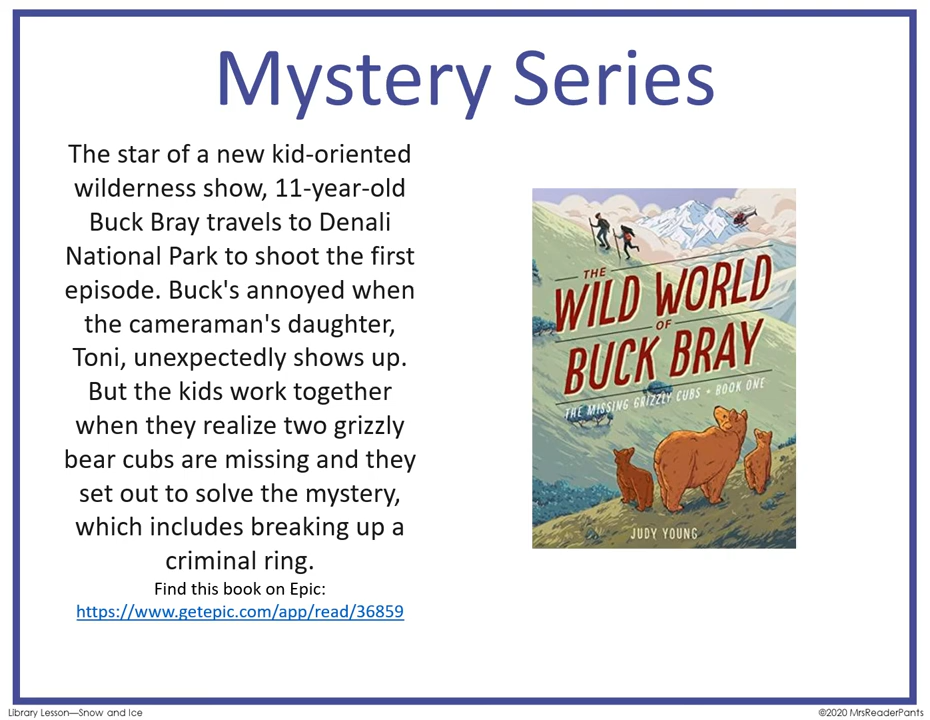 Mystery Series
The star of a new kid-oriented
wilderness show, 11-year-old
Buck Bray travels to Denali
National Park to shoot the first
episode. Buck's annoyed when
the cameraman's daughter,
Toni, unexpectedly shows up.
But the kids work together
when they realize two grizzly
bear cubs are missing and they
set out to solve the mystery,
which includes breaking up a
criminal ring.
Find this book on Epic:
https://www.getepic.com/app/read/36859
THE
WILD WORLD
OF
BUCK BRAY
THE MISSING GRIZZLY CUBS • BOOK ONE
JUDY YOUNG
Library Lesson—Snow and Ice
©2020 MrsReaderPants